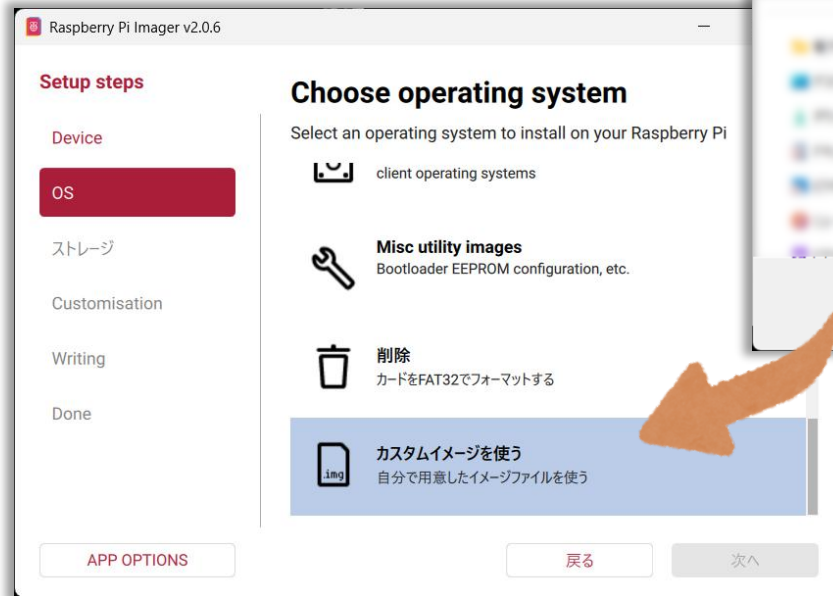 Raspberry Pi Imager v2.0.6
Setup steps
Device
OS
ストレージ
Customisation
Writing
Done
APP OPTIONS
Choose operating system
Select an operating system to install on your Raspberry Pi
client operating systems
Misc utility images
Bootloader EEPROM configuration, etc.
削除
カードをFAT32でフォーマットする
.img
カスタムイメージを使う
自分で用意したイメージファイルを使う
戻る
次へ